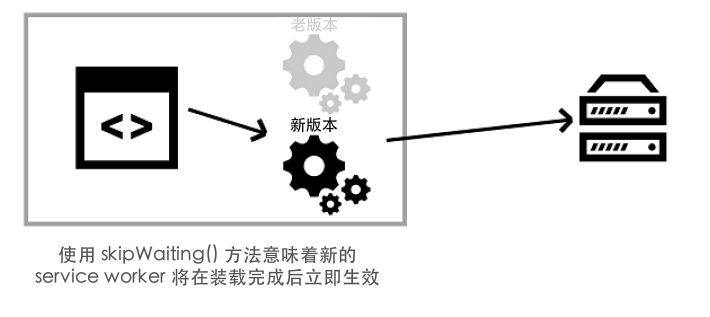 老版本
新版本
使用 skipWaiting() 方法意味着新的
service worker 将在装载完成后立即生效